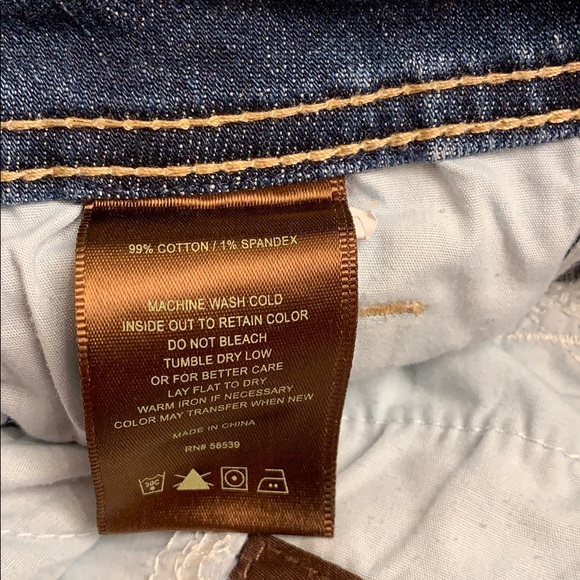 99% COTTON / 1% SPANDEX
MACHINE WASH COLD
INSIDE OUT TO RETAIN COLOR
DO NOT BLEACH
TUMBLE DRY LOW
OR FOR BETTER CARE
LAY FLAT TO DRY
WARM IRON IF NECESSARY
COLOR MAY TRANSFER WHEN NEW
MADE IN CHINA
RN# 58539
30C